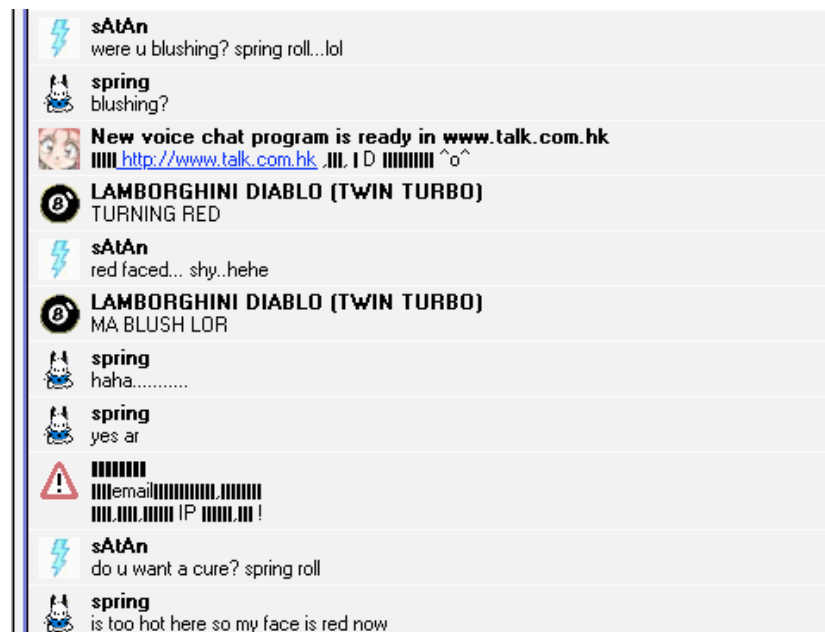 sAtAn
were u blushing? spring roll...lol
spring
blushing?
New voice chat program is ready in www.talk.com.hk
http://www.talk.com.hk , , D ^o^
LAMBORGHINI DIABLO (TWIN TURBO)
TURNING RED
sAtAn
red faced... shy..hehe
LAMBORGHINI DIABLO (TWIN TURBO)
MA BLUSH LOR
spring
haha...........
spring
yes ar
email ,
, , IP , !
sAtAn
do u want a cure? spring roll
spring
is too hot here so my face is red now